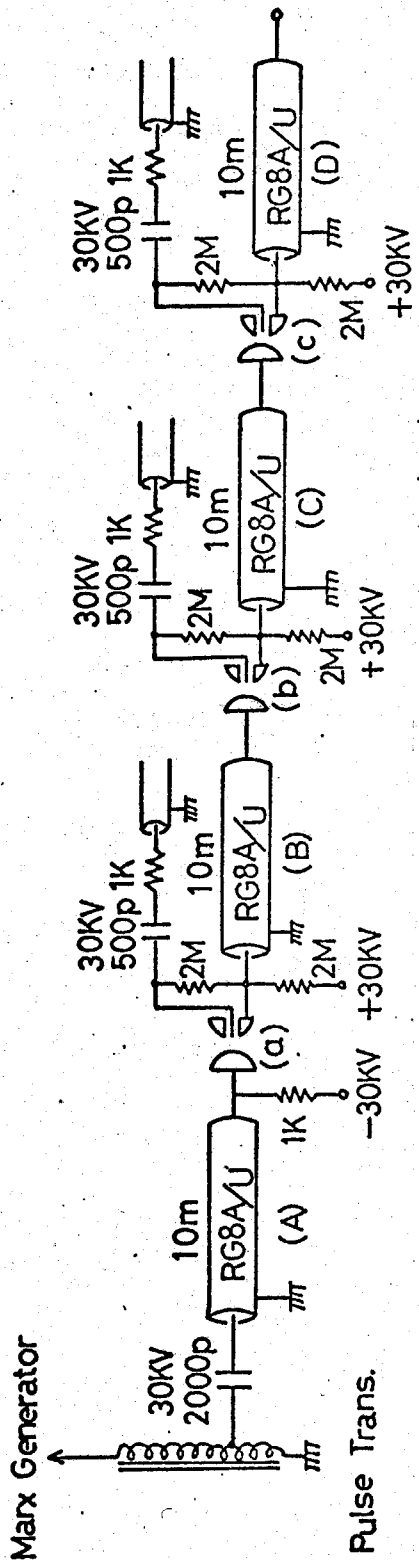 Marx Generator
Pulse Trans.
30KV
2000p
10m
RG8A/U
(A)
1K
−30KV
(a)
30KV
500p 1K
2M
2M
+30KV
10m
RG8A/U
(B)
(b)
30KV
500p 1K
2M
2M
+30KV
10m
RG8A/U
(C)
(c)
30KV
500p 1K
2M
2M
+30KV
10m
RG8A/U
(D)